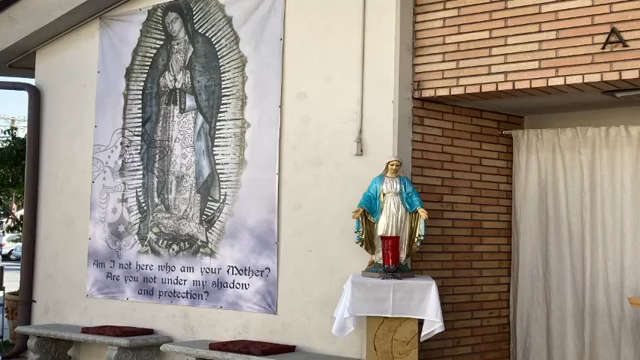 Am I not here who am your Mother?
Are you not under my shadow
and protection?
A